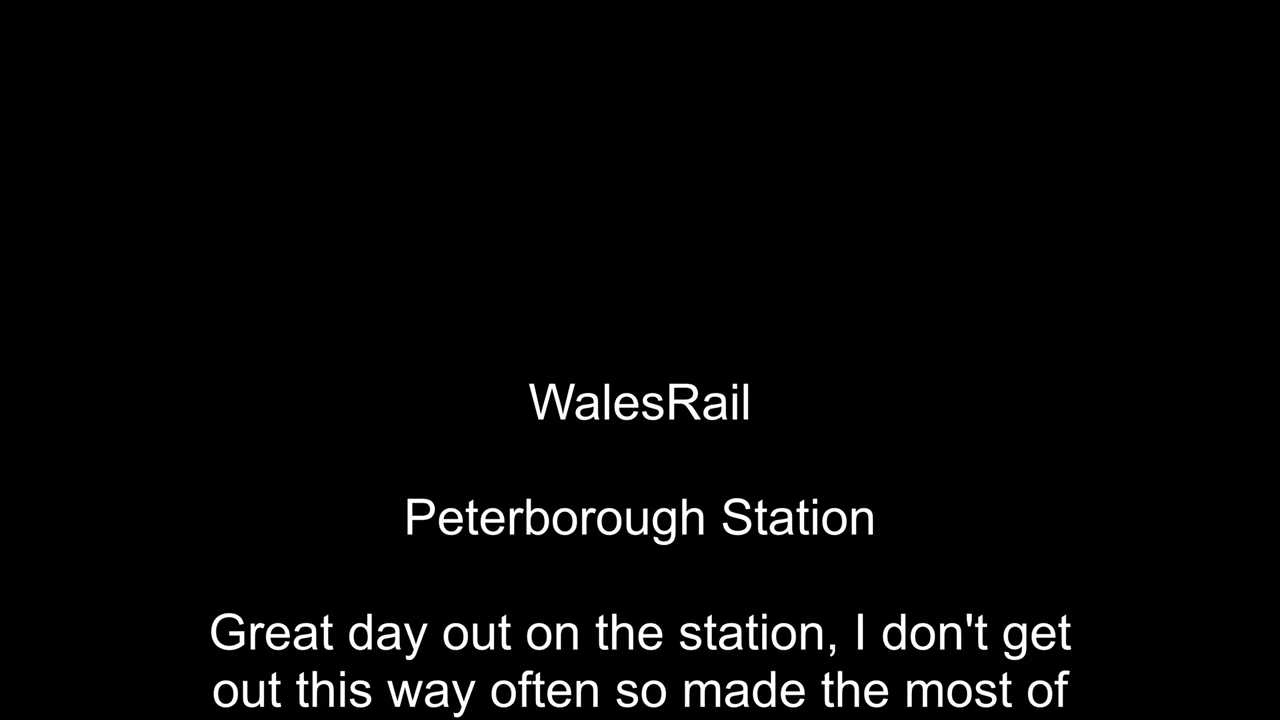 WalesRail
Peterborough Station
Great day out on the station, I don't get
out this way often so made the most of